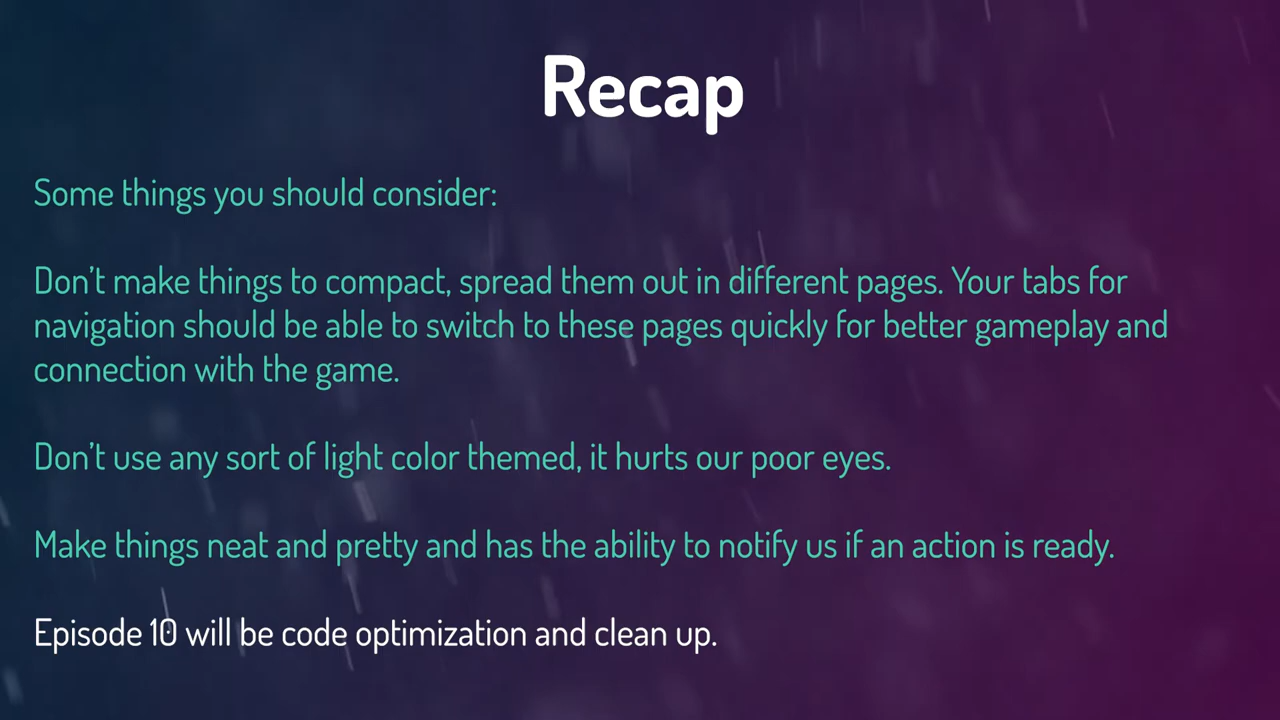 Recap
Some things you should consider:
Don't make things to compact, spread them out in different pages. Your tabs for
navigation should be able to switch to these pages quickly for better gameplay and
connection with the game.
Don't use any sort of light color themed, it hurts our poor eyes.
Make things neat and pretty and has the ability to notify us if an action is ready.
Episode 10 will be code optimization and clean up.